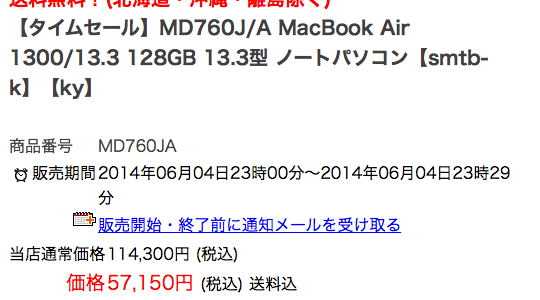 送料無料！(北海道・沖縄・離島除く)
【タイムセール】MD760J/A MacBook Air
1300/13.3 128GB 13.3型 ノートパソコン【smtb-
k】【ky】
商品番号 MD760JA
販売期間 2014年06月04日23時00分～2014年06月04日23時29
分
販売開始・終了前に通知メールを受け取る
当店通常価格 114,300円 (税込)
価格 57,150円 (税込) 送料込